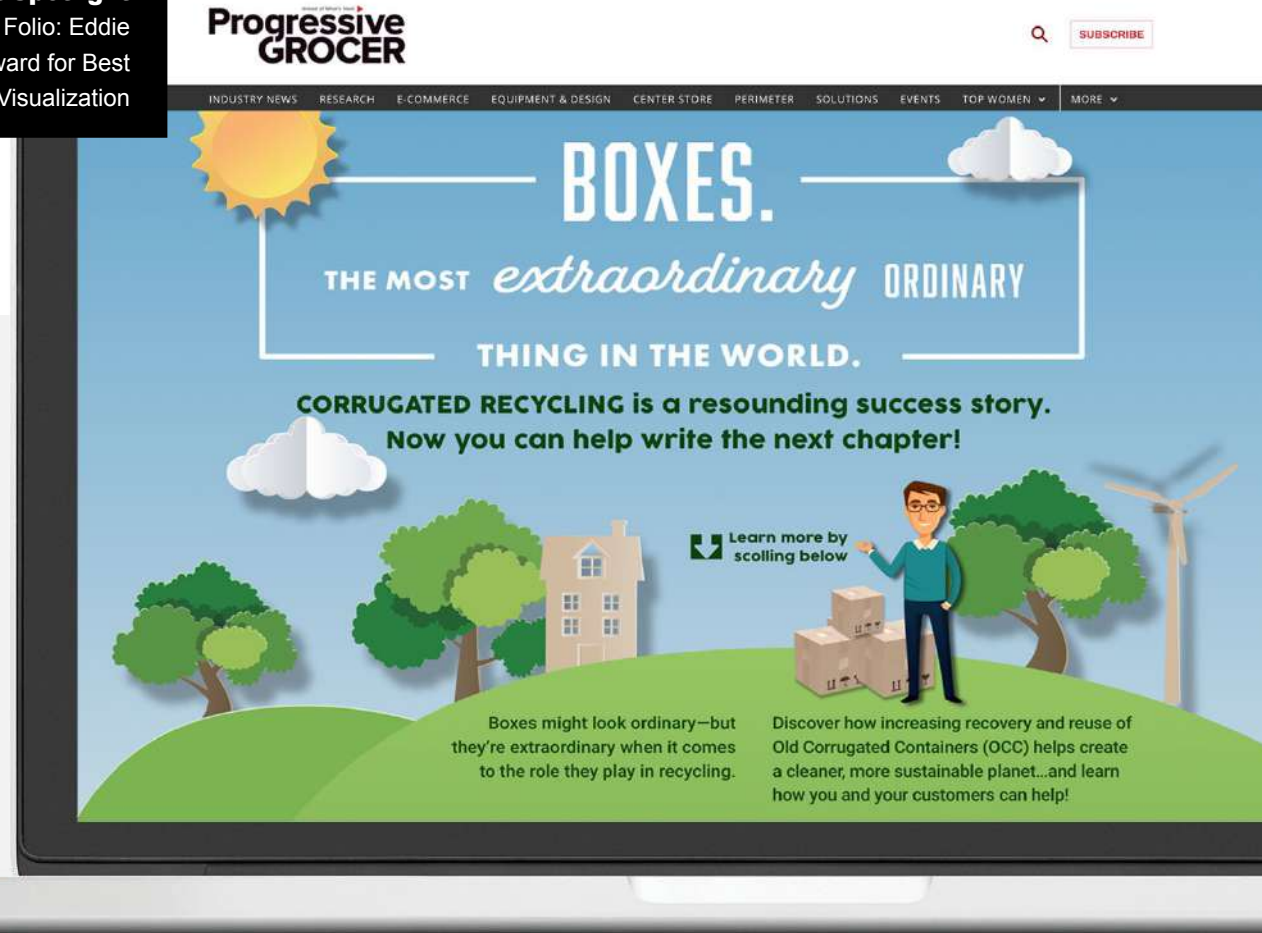 Folio: Eddie
ward for Best
Visualization
Progressive
GROCER
SUBSCRIBE
INDUSTRY NEWS RESEARCH E-COMMERCE EQUIPMENT & DESIGN CENTER STORE PERIMETER SOLUTIONS EVENTS TOP WOMEN MORE
BOXES.
THE MOST extraordinary ORDINARY
THING IN THE WORLD.
CORRUGATED RECYCLING is a resounding success story.
Now you can help write the next chapter!
Learn more by
scolling below
Boxes might look ordinary—but
they're extraordinary when it comes
to the role they play in recycling.
Discover how increasing recovery and reuse of
Old Corrugated Containers (OCC) helps create
a cleaner, more sustainable planet...and learn
how you and your customers can help!